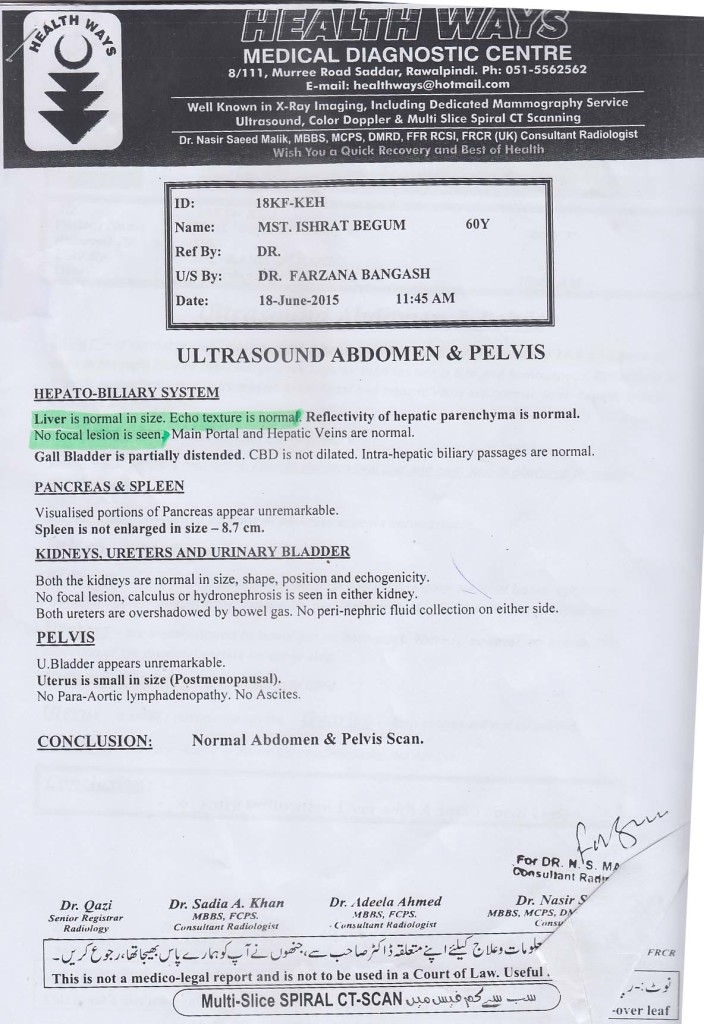 HEALTH WAYS
HEALTH WAYS
MEDICAL DIAGNOSTIC CENTRE
8/111, Murree Road Saddar, Rawalpindi. Ph: 051-5562562
E-mail: healthways@hotmail.com
Well Known in X-Ray Imaging, Including Dedicated Mammography Service
Ultrasound, Color Doppler & Multi Slice Spiral CT Scanning
Dr. Nasir Saeed Malik, MBBS, MCPS, DMRD, FFR RCSI, FRCR (UK) Consultant Radiologist
Wish You a Quick Recovery and Best of Health
ID: 18KF-KEH
Name: MST. ISHRAT BEGUM 60Y
Ref By: DR.
U/S By: DR. FARZANA BANGASH
Date: 18-June-2015 11:45 AM
ULTRASOUND ABDOMEN & PELVIS
HEPATO-BILIARY SYSTEM
Liver is normal in size. Echo texture is normal. Reflectivity of hepatic parenchyma is normal.
No focal lesion is seen. Main Portal and Hepatic Veins are normal.
Gall Bladder is partially distended. CBD is not dilated. Intra-hepatic biliary passages are normal.
PANCREAS & SPLEEN
Visualised portions of Pancreas appear unremarkable.
Spleen is not enlarged in size – 8.7 cm.
KIDNEYS, URETERS AND URINARY BLADDER
Both the kidneys are normal in size, shape, position and echogenicity.
No focal lesion, calculus or hydronephrosis is seen in either kidney.
Both ureters are overshadowed by bowel gas. No peri-nephric fluid collection on either side.
PELVIS
U.Bladder appears unremarkable.
Uterus is small in size (Postmenopausal).
No Para-Aortic lymphadenopathy. No Ascites.
CONCLUSION: Normal Abdomen & Pelvis Scan.
For DR. N. S. MA
Consultant Radi
Dr. Qazi Dr. Sadia A. Khan Dr. Adeela Ahmed Dr. Nasir S
Senior Registrar MBBS, FCPS. MBBS, FCPS. MBBS, MCPS, DM
Radiology Consultant Radiologist Consultant Radiologist Consu
FRCR
علومات وعلاج کیلئے اپنے متعلقہ ڈاکٹر صاحب سے، جنھوں نے آپ کو ہمارے پاس بھیجا تھا، رجوع کریں۔
This is not a medico-legal report and is not to be used in a Court of Law. Useful
نوٹ:-
-over leaf
Multi-Slice SPIRAL CT-SCAN سب سے کم فیس میں